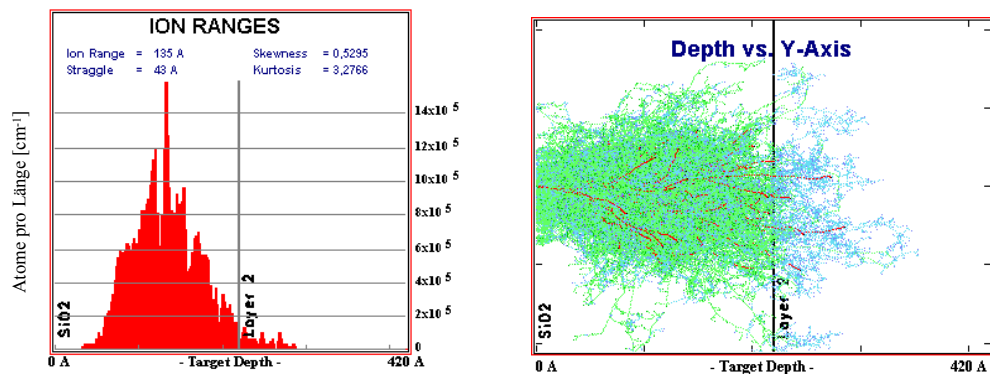 ION RANGES
Ion Range = 135 A Skewness = 0,5295
Straggle = 43 A Kurtosis = 3,2766
Atome pro Länge [cm⁻¹]
14x10 5
12x10 5
10x10 5
8x10 5
6x10 5
4x10 5
2x10 5
0
SiO2
Layer 2
0 A - Target Depth - 420 A
Depth vs. Y-Axis
SiO2
Layer 2
0 A - Target Depth - 420 A